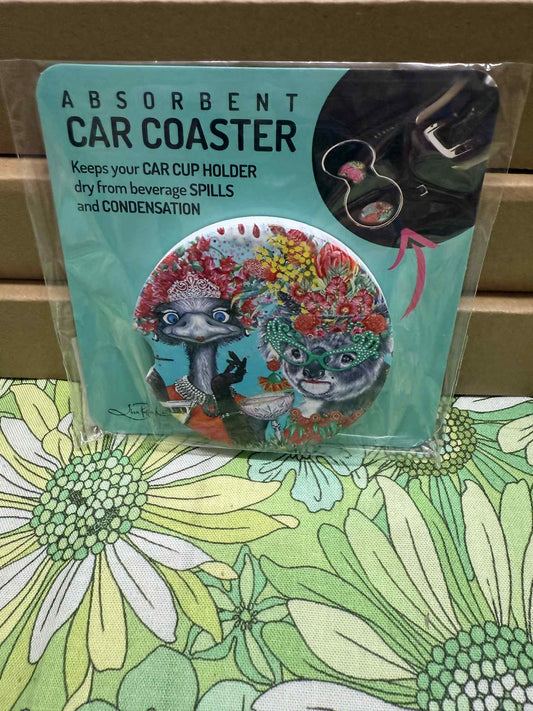 ABSORBENT
CAR COASTER
Keeps your CAR CUP HOLDER
dry from beverage SPILLS
and CONDENSATION